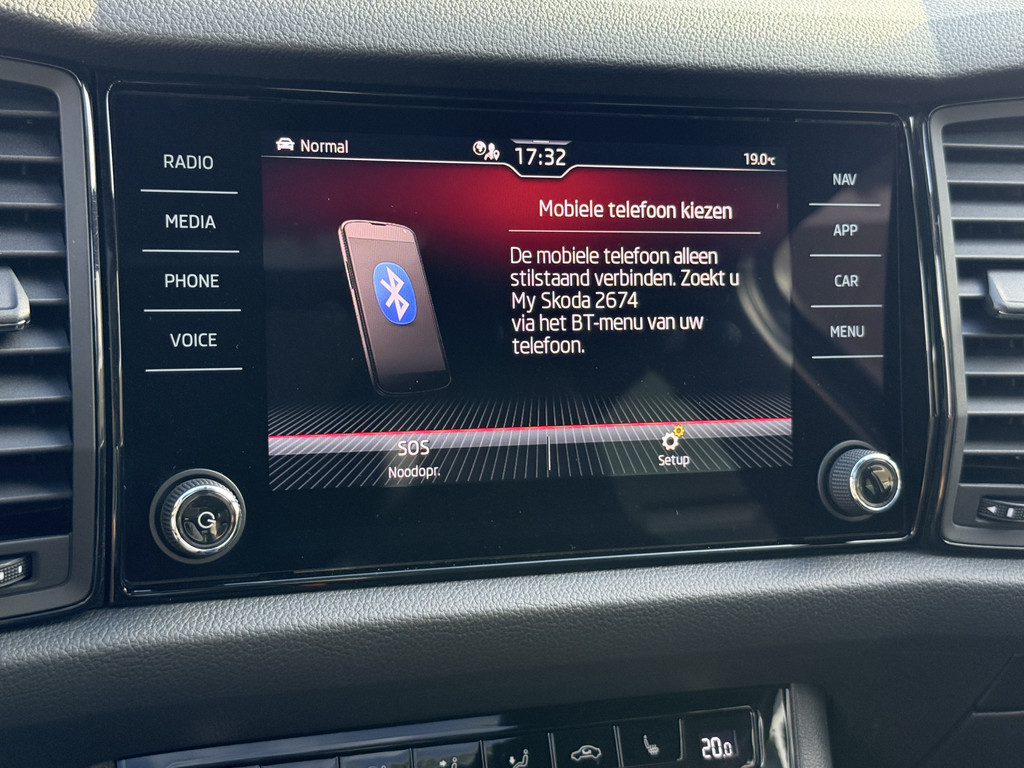 Normal
17:32
19.0°C
RADIO
MEDIA
PHONE
VOICE
Mobiele telefoon kiezen
De mobiele telefoon alleen
stilstaand verbinden. Zoekt u
My Skoda 2674
via het BT-menu van uw
telefoon.
SOS
Noodopr.
Setup
NAV
APP
CAR
MENU
20.0